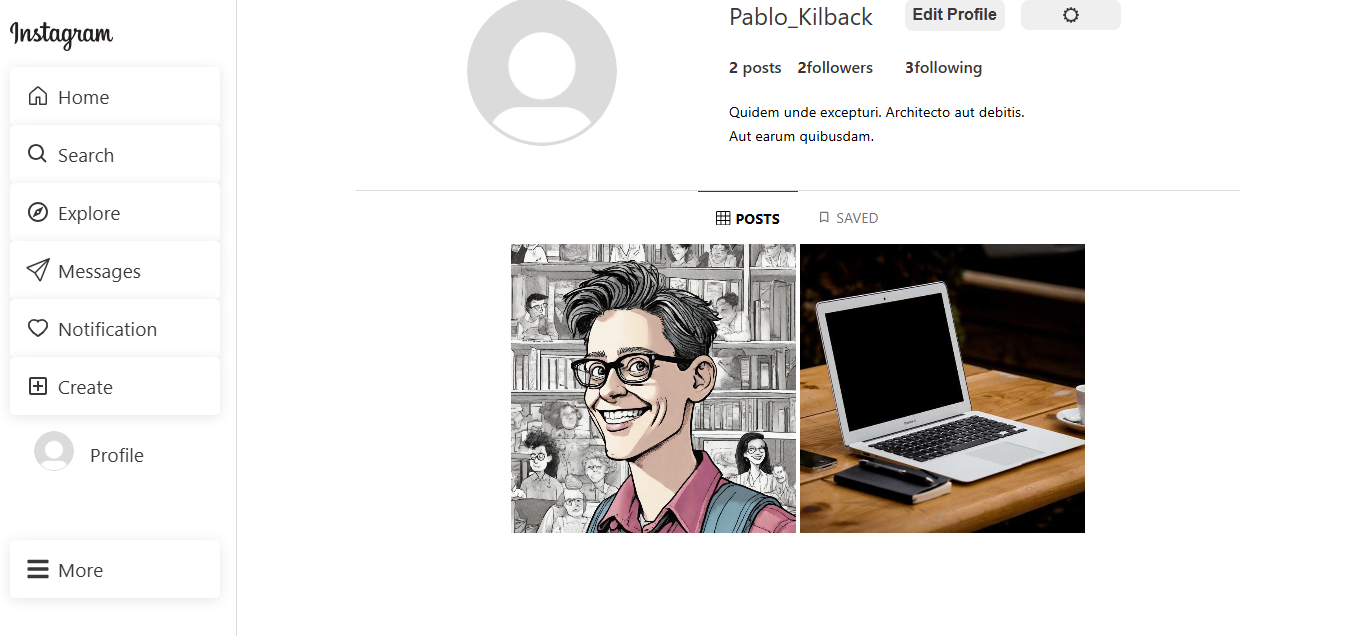 Instagram
Home
Search
Explore
Messages
Notification
Create
Profile
More
Pablo_Kilback
Edit Profile
2 posts 2followers 3following
Quidem unde excepturi. Architecto aut debitis.
Aut earum quibusdam.
POSTS SAVED